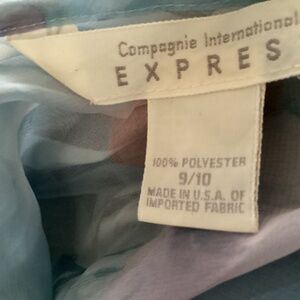 Compagnie International
EXPRES
100% POLYESTER
9/10
MADE IN U.S.A. OF
IMPORTED FABRIC